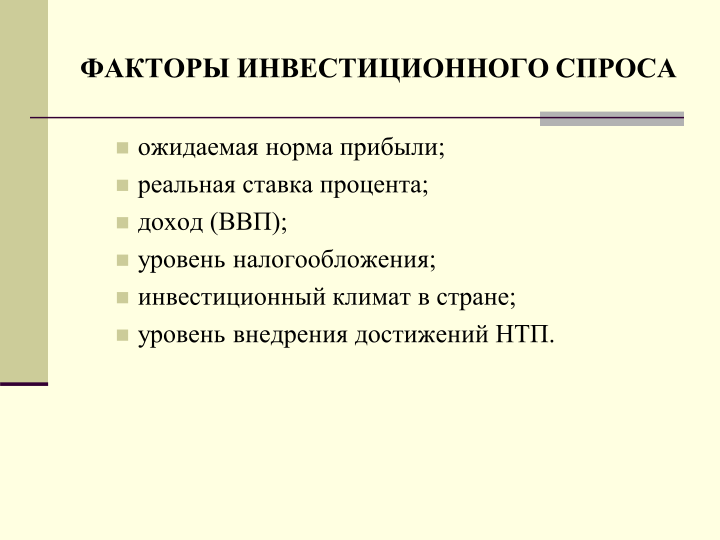 ФАКТОРЫ ИНВЕСТИЦИОННОГО СПРОСА
ожидаемая норма прибыли;
реальная ставка процента;
доход (ВВП);
уровень налогообложения;
инвестиционный климат в стране;
уровень внедрения достижений НТП.